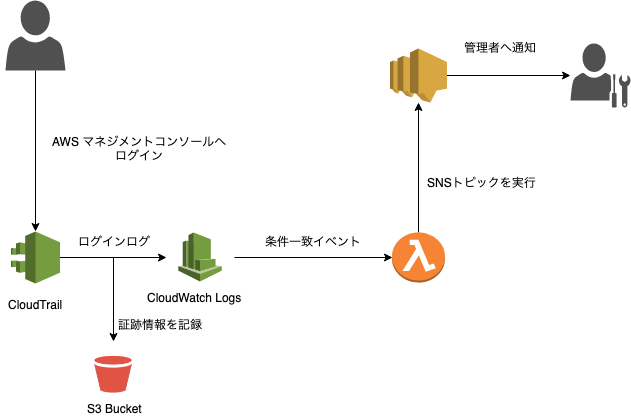 管理者へ通知
AWS マネジメントコンソールへ
ログイン
SNSトピックを実行
ログインログ
条件一致イベント
CloudTrail
CloudWatch Logs
証跡情報を記録
S3 Bucket